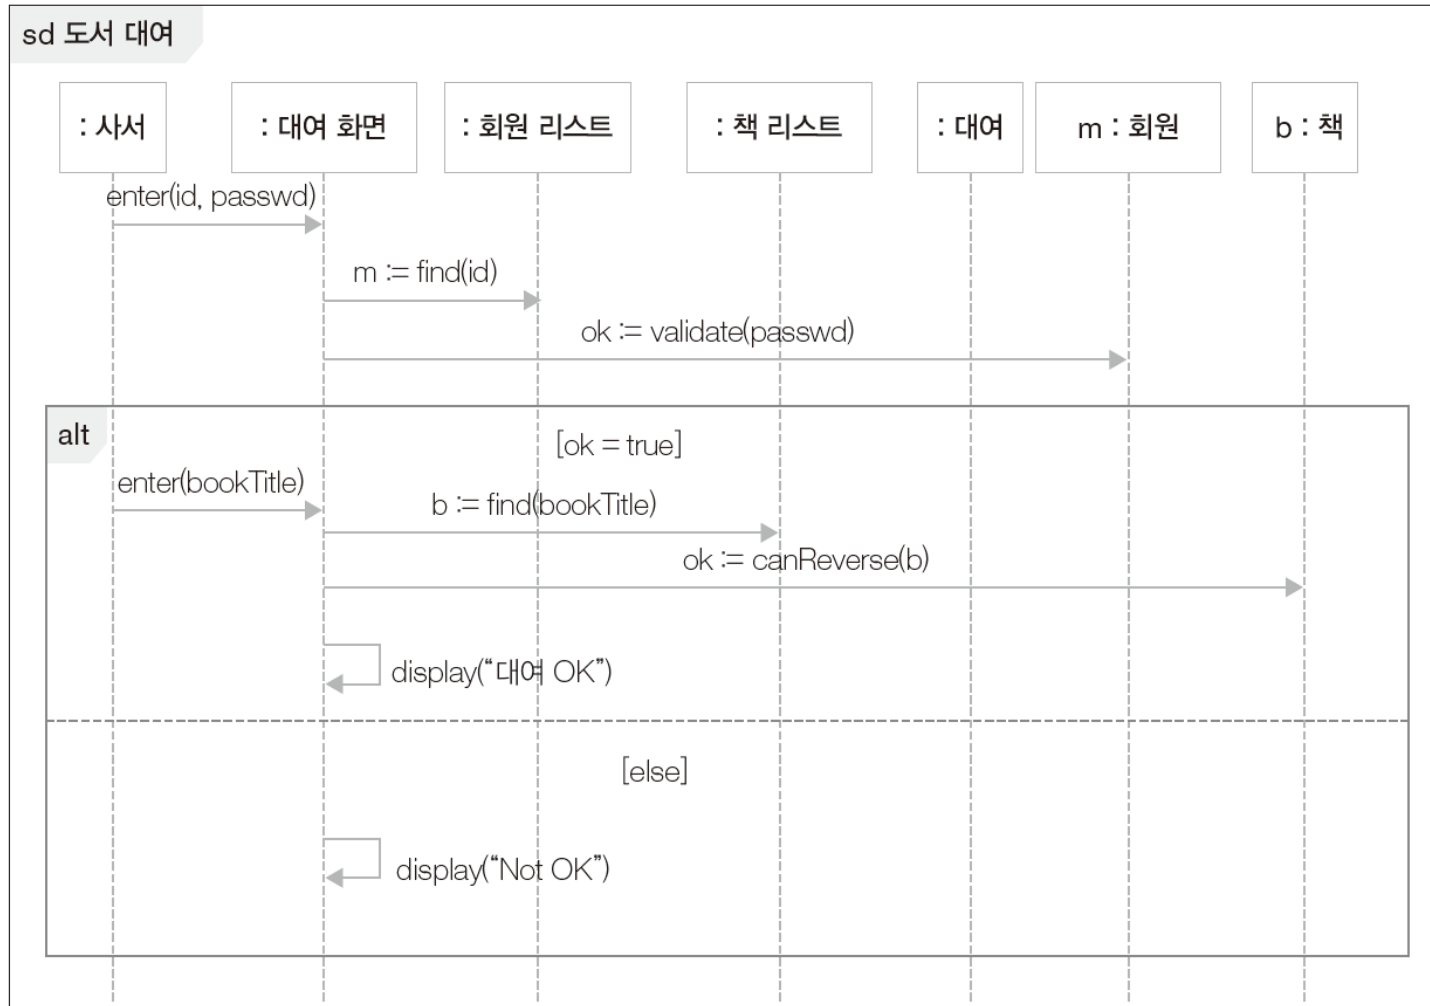 sd 도서 대여
: 사서
: 대여 화면
: 회원 리스트
: 책 리스트
: 대여
m : 회원
b : 책
enter(id, passwd)
m := find(id)
ok := validate(passwd)
alt
[ok = true]
enter(bookTitle)
b := find(bookTitle)
ok := canReverse(b)
display(“대여 OK”)
[else]
display(“Not OK”)